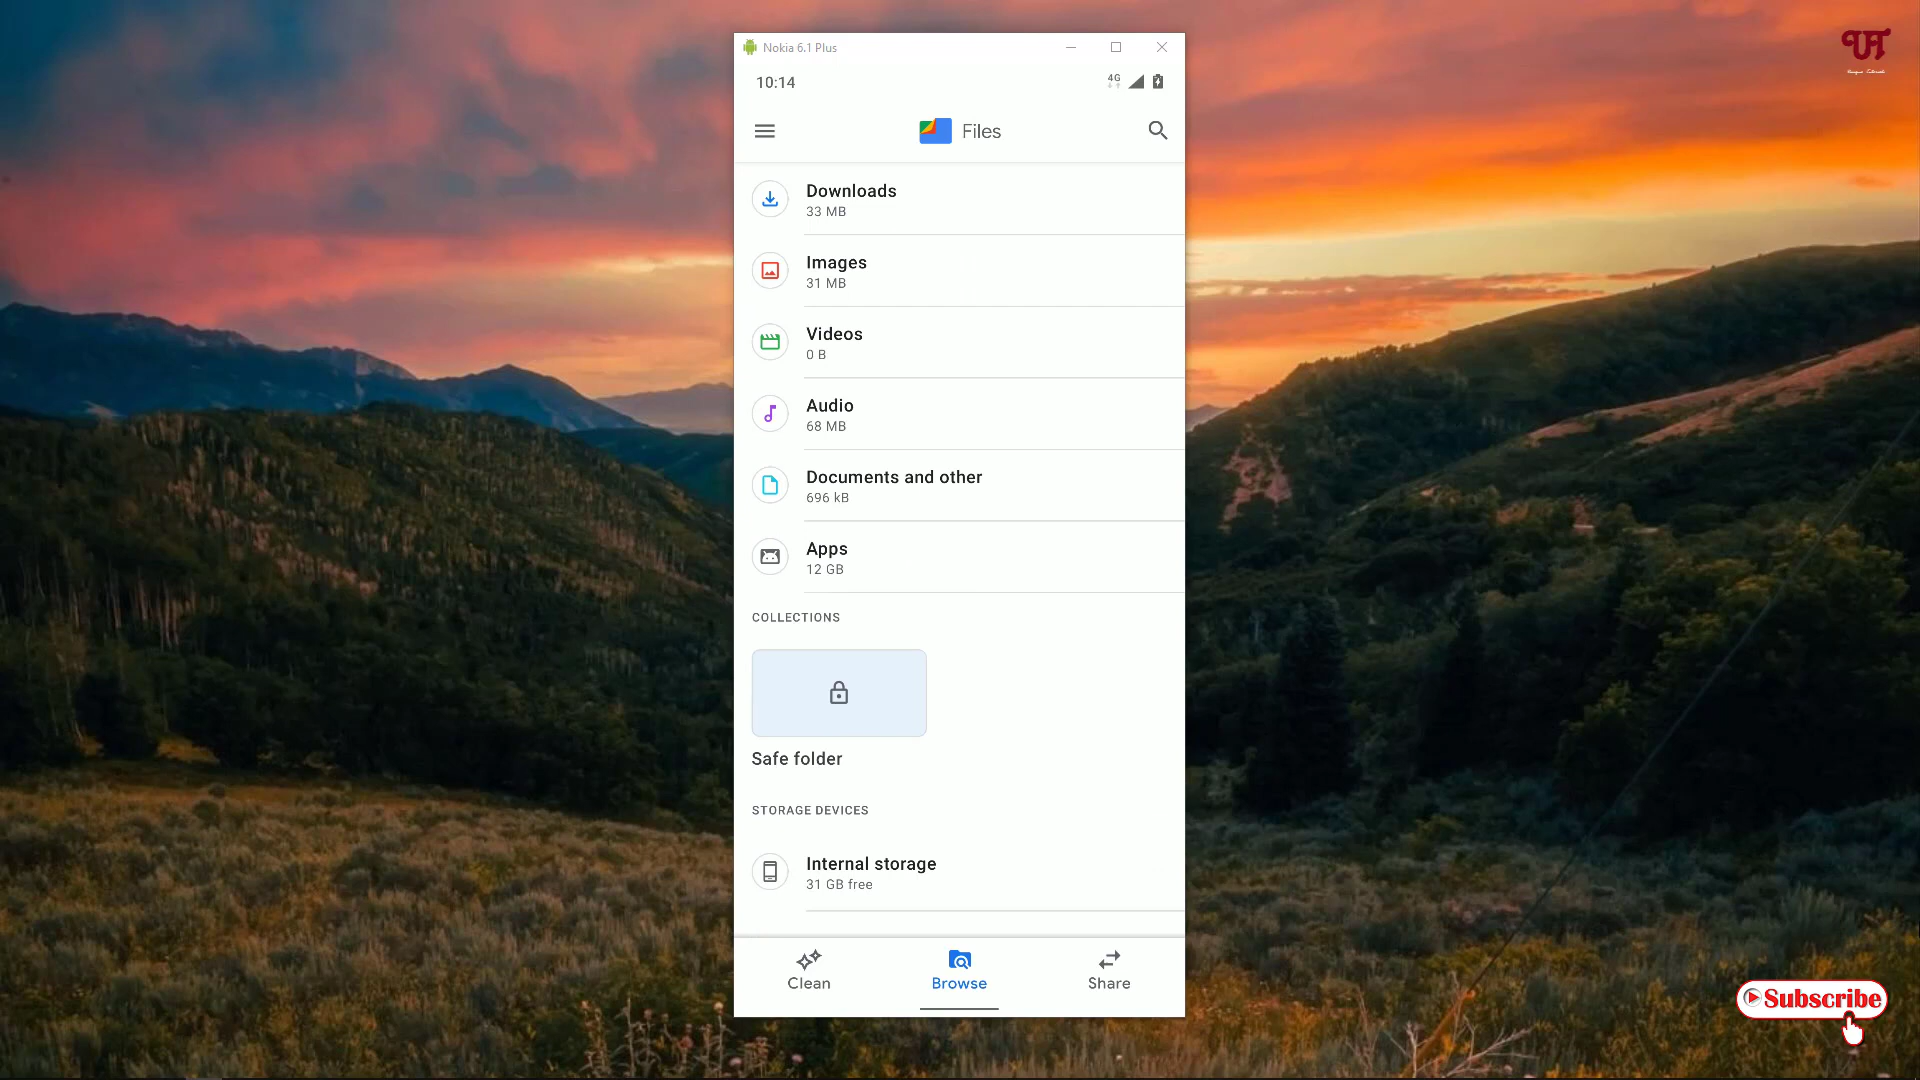 Nokia 6.1 Plus
10:14
4G
Files
Downloads
33 MB
Images
31 MB
Videos
0 B
Audio
68 MB
Documents and other
696 kB
Apps
12 GB
COLLECTIONS
Safe folder
STORAGE DEVICES
Internal storage
31 GB free
Clean
Browse
Share
UT
Subscribe